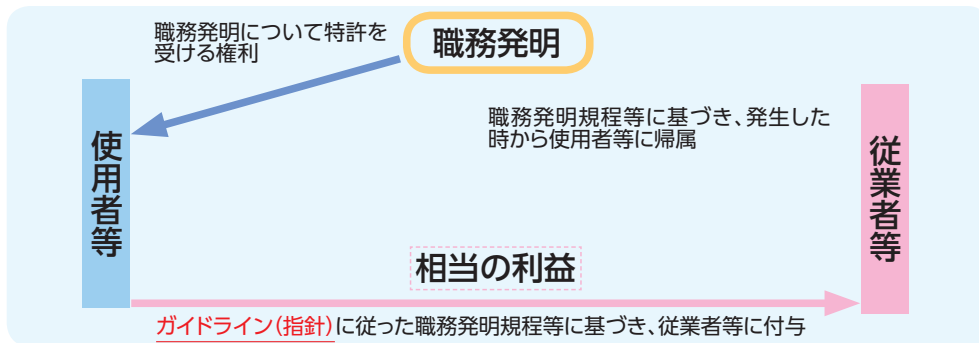 職務発明について特許を
受ける権利
職務発明
職務発明規程等に基づき、発生した
時から使用者等に帰属
使用者等
従業者等
相当の利益
ガイドライン(指針)に従った職務発明規程等に基づき、従業者等に付与